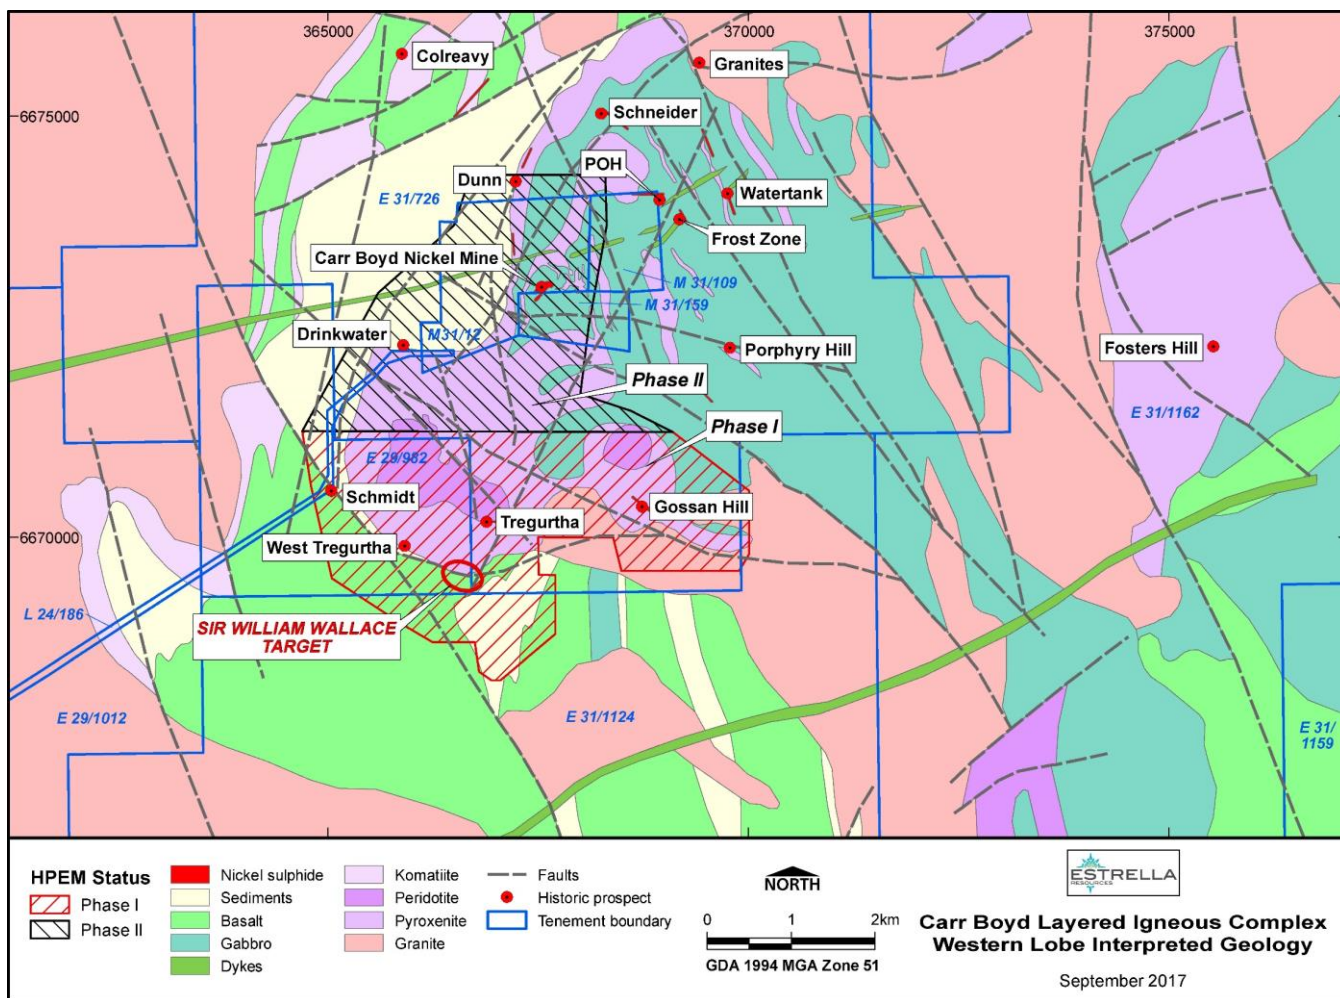 365000
370000
375000
Colreavy
Granites
6675000
Schneider
POH
Dunn
Watertank
E 31/726
Frost Zone
Carr Boyd Nickel Mine
M 31/109
M 31/159
Drinkwater
M31/12
Porphyry Hill
Fosters Hill
Phase II
E 31/1162
Phase I
E 29/982
Schmidt
Gossan Hill
Tregurtha
6670000
West Tregurtha
L 24/186
SIR WILLIAM WALLACE
TARGET
E 29/1012
E 31/1124
E 31/
1159
HPEM Status
Phase I
Phase II
Nickel sulphide
Sediments
Basalt
Gabbro
Dykes
Komatiite
Peridotite
Pyroxenite
Granite
Faults
Historic prospect
Tenement boundary
NORTH
0 1 2km
GDA 1994 MGA Zone 51
ESTRELLA
RESOURCES
Carr Boyd Layered Igneous Complex
Western Lobe Interpreted Geology
September 2017